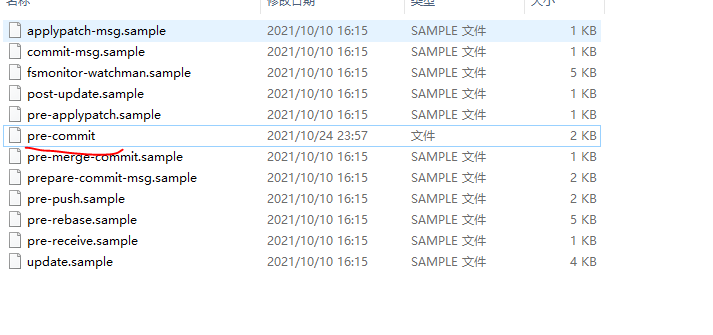 名称 修改日期 类型 大小
applypatch-msg.sample 2021/10/10 16:15 SAMPLE 文件 1 KB
commit-msg.sample 2021/10/10 16:15 SAMPLE 文件 1 KB
fsmonitor-watchman.sample 2021/10/10 16:15 SAMPLE 文件 5 KB
post-update.sample 2021/10/10 16:15 SAMPLE 文件 1 KB
pre-applypatch.sample 2021/10/10 16:15 SAMPLE 文件 1 KB
pre-commit 2021/10/24 23:57 文件 2 KB
pre-merge-commit.sample 2021/10/10 16:15 SAMPLE 文件 1 KB
prepare-commit-msg.sample 2021/10/10 16:15 SAMPLE 文件 2 KB
pre-push.sample 2021/10/10 16:15 SAMPLE 文件 2 KB
pre-rebase.sample 2021/10/10 16:15 SAMPLE 文件 5 KB
pre-receive.sample 2021/10/10 16:15 SAMPLE 文件 1 KB
update.sample 2021/10/10 16:15 SAMPLE 文件 4 KB